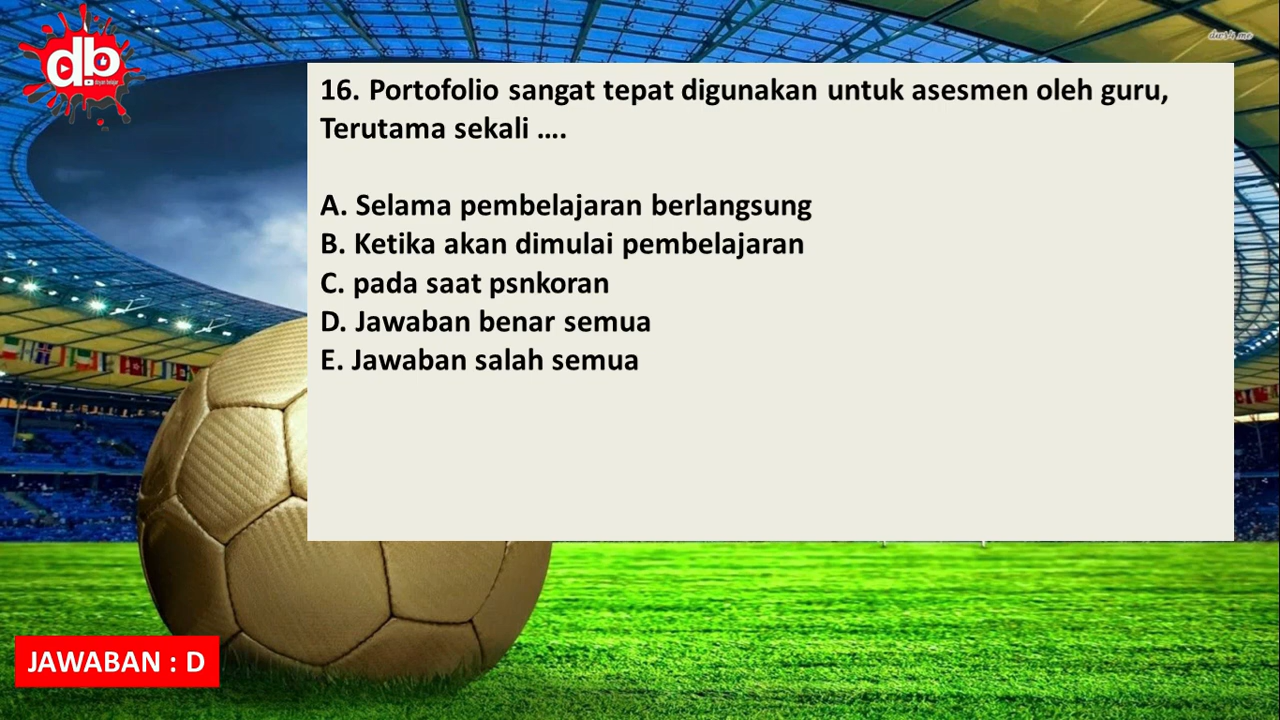 db
16. Portofolio sangat tepat digunakan untuk asesmen oleh guru,
Terutama sekali ....
A. Selama pembelajaran berlangsung
B. Ketika akan dimulai pembelajaran
C. pada saat psnkoran
D. Jawaban benar semua
E. Jawaban salah semua
JAWABAN : D